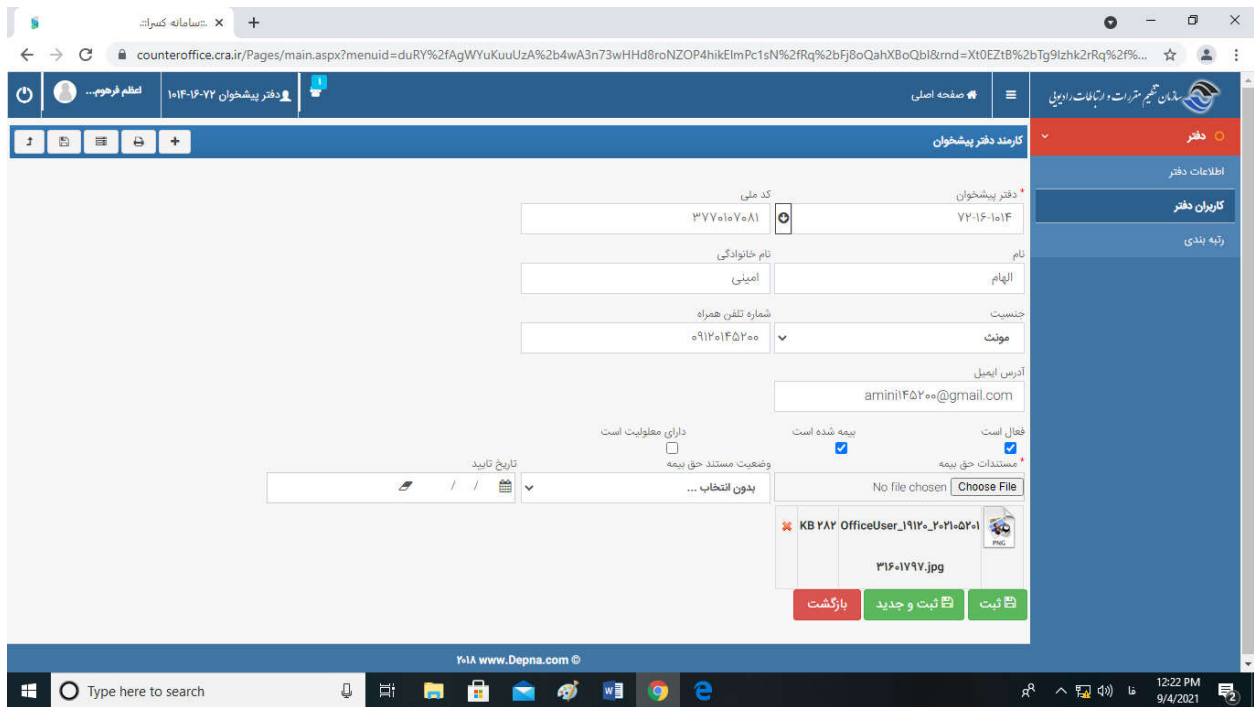 .::سامانه کسرا::.
counteroffice.cra.ir/Pages/main.aspx?menuid=duRY%2fAgWYuKuuUzA%2b4wA3n73wHHd8roNZOP4hikElmPc1sN%2fRq%2bFj8oQahXBoQbI&rnd=Xt0EZtB%2bTg9Izhk2rRq%2f%...
سازمان تنظیم مقررات و ارتباطات رادیویی
صفحه اصلی
۱
دفتر پیشخوان ۷۲-۱۶-۱۰۱۴
اعظم فرهوم...
دفتر
اطلاعات دفتر
کاربران دفتر
رتبه بندی
کارمند دفتر پیشخوان
* دفتر پیشخوان
کد ملی
۷۲-۱۶-۱۰۱۴
۳۷۷۰۱۰۷۰۸۱
نام
نام خانوادگی
الهام
امینی
جنسیت
شماره تلفن همراه
مونث
۰۹۱۲۰۱۴۵۲۰۰
آدرس ایمیل
amini۱۴۵۲۰۰@gmail.com
فعال است
بیمه شده است
دارای معلولیت است
* مستندات حق بیمه
وضعیت مستند حق بیمه
تاریخ تایید
Choose File No file chosen
بدون انتخاب ...
/ /
PNG
OfficeUser_۱۹۱۲۰_۲۰۲۱۰۵۲۰۱
۳۱۶۰۱۷۹۷.jpg
KB ۲۸۲
ثبت
ثبت و جدید
بازگشت
۲۰۱۸ www.Depna.com ©
Type here to search
فا
12:22 PM
9/4/2021
2